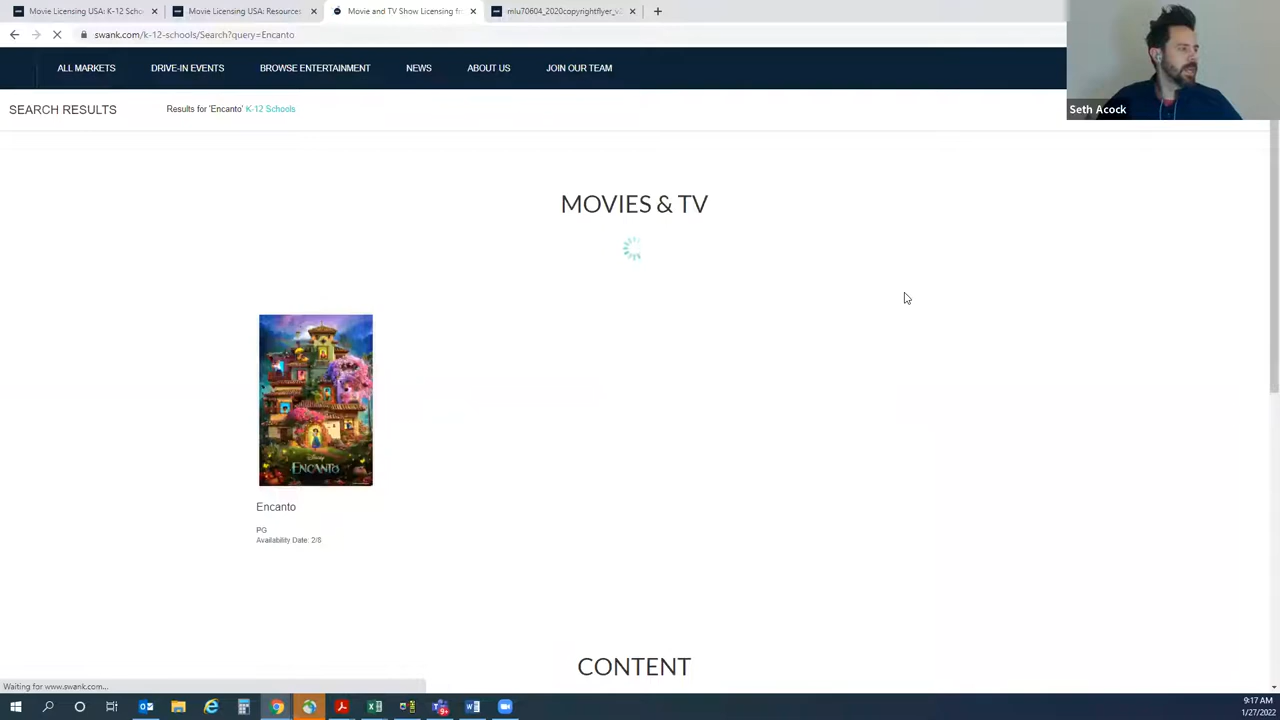 Movie Licensing USA: K-12 Scho
Movie Licensing USA: Resources
Movie and TV Show Licensing fr
mlu70604_2020copyrightflyer_v
swank.com/k-12-schools/Search?query=Encanto
ALL MARKETS DRIVE-IN EVENTS BROWSE ENTERTAINMENT NEWS ABOUT US JOIN OUR TEAM
SEARCH RESULTS Results for 'Encanto' K-12 Schools
Seth Acock
MOVIES & TV
Disney
ENCANTO
Encanto
PG
Availability Date: 2/8
CONTENT
Waiting for www.swank.com...
9:17 AM
1/27/2022